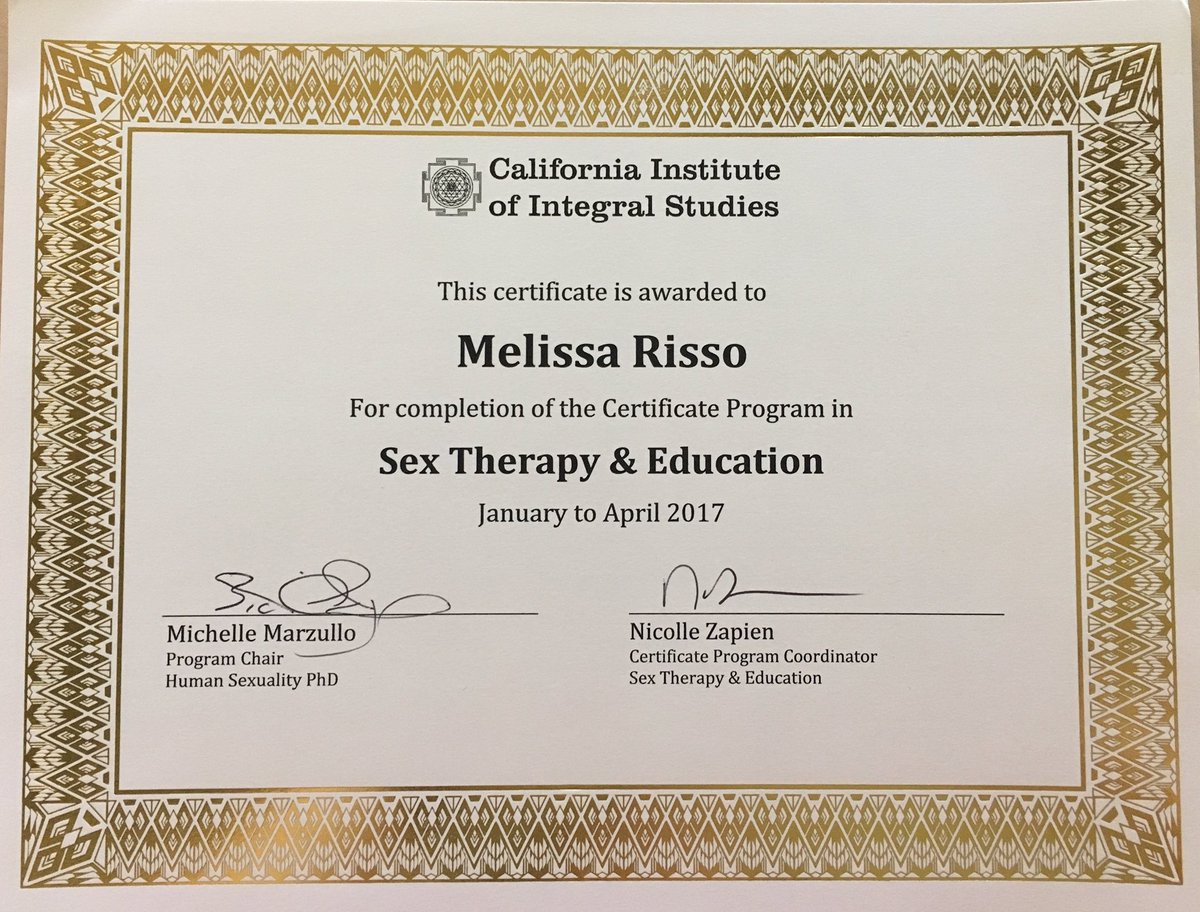 California Institute
of Integral Studies
This certificate is awarded to
Melissa Risso
For completion of the Certificate Program in
Sex Therapy & Education
January to April 2017
Michelle Marzullo
Program Chair
Human Sexuality PhD
Nicolle Zapien
Certificate Program Coordinator
Sex Therapy & Education